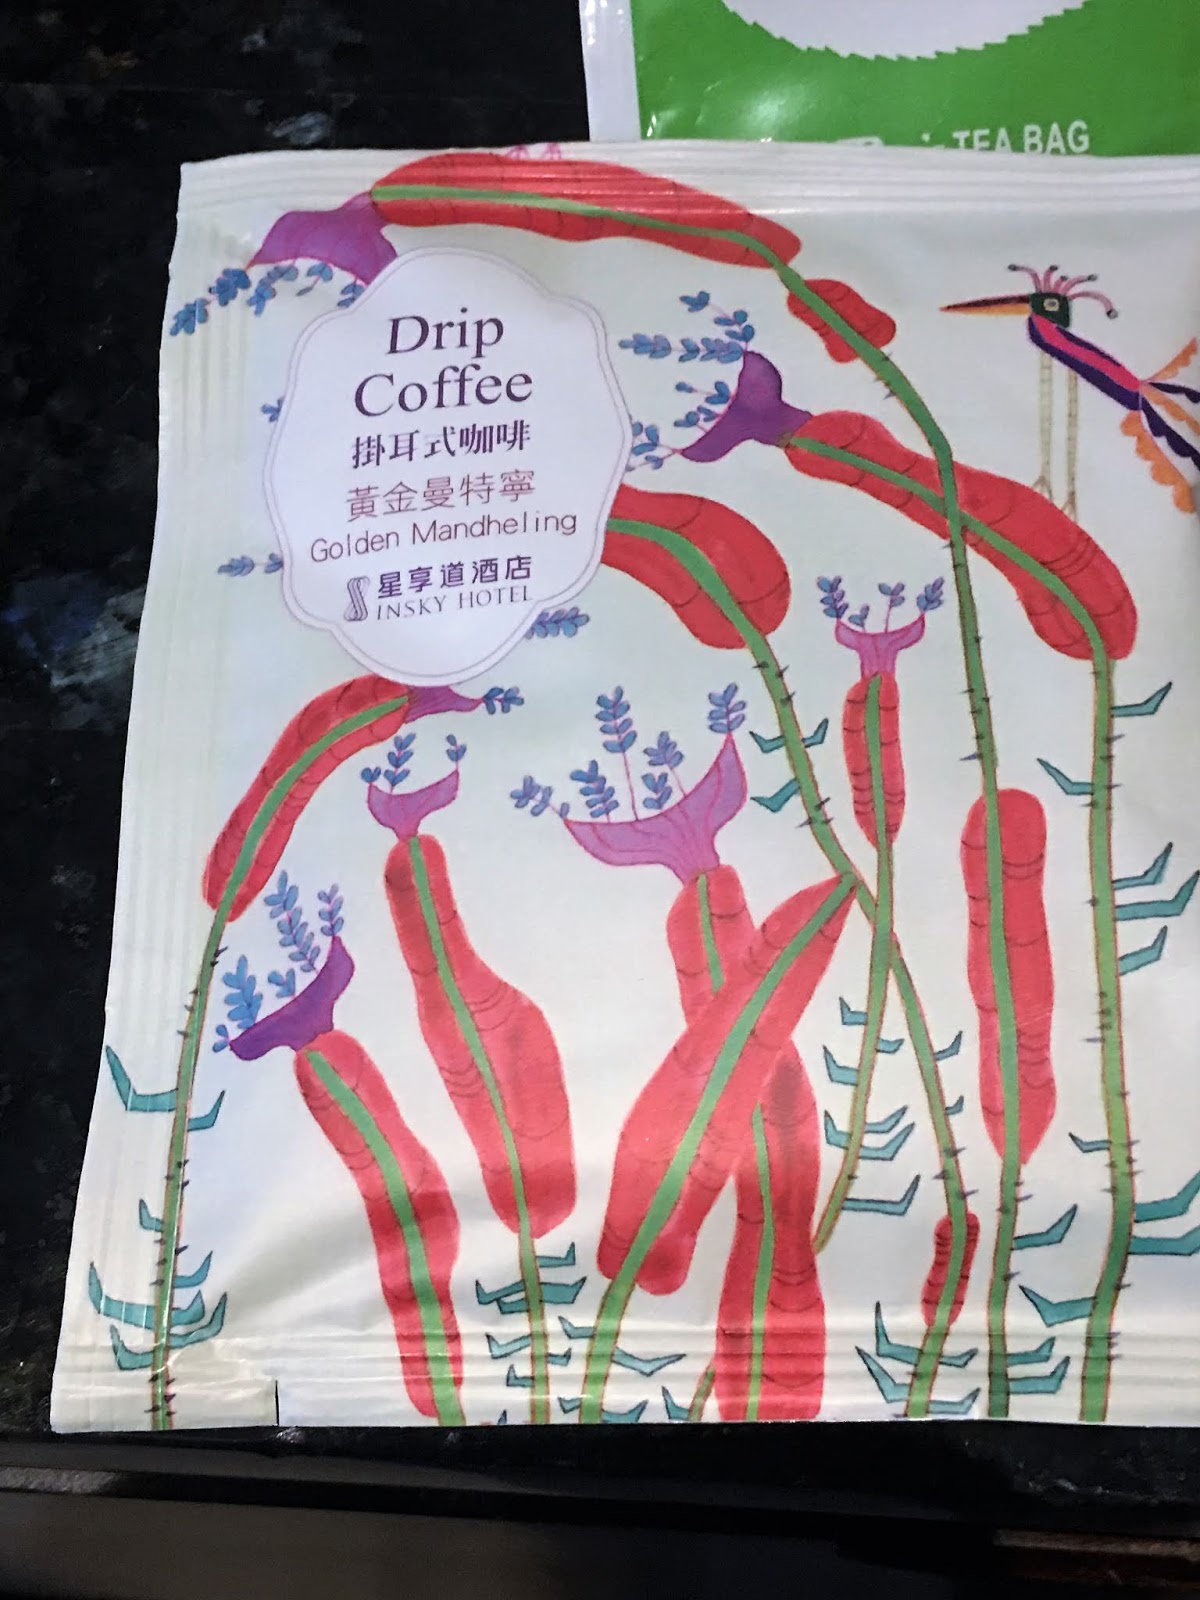 TEA BAG
Drip
Coffee
掛耳式咖啡
黃金曼特寧
Golden Mandheling
星享道酒店
INSKY HOTEL